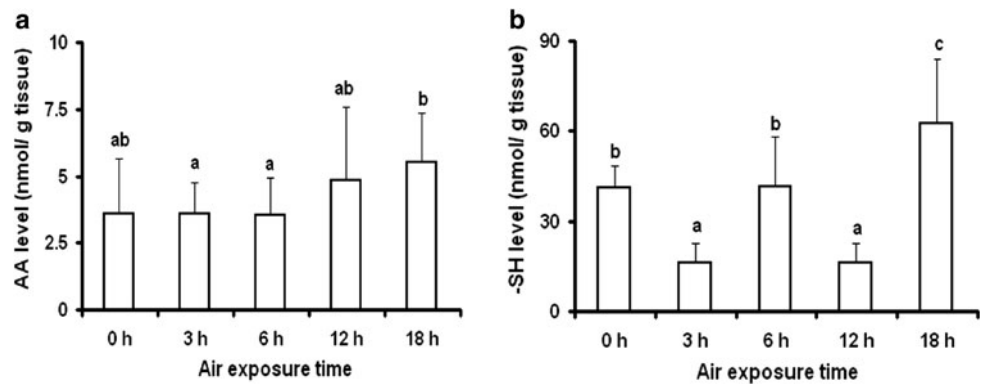 a
AA level (nmol/ g tissue)
10
7.5
5
2.5
0
ab
a
a
ab
b
0 h 3 h 6 h 12 h 18 h
Air exposure time
b
-SH level (nmol/ g tissue)
90
60
30
0
b
a
b
a
c
0 h 3 h 6 h 12 h 18 h
Air exposure time